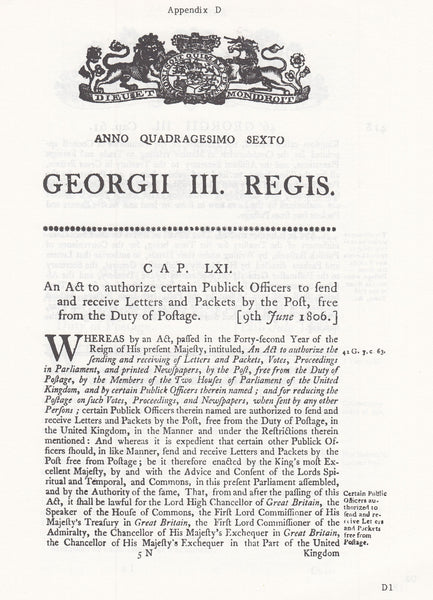 Appendix D
DIEU ET MON DROIT
ANNO QUADRAGESIMO SEXTO
GEORGII III. REGIS.
CAP. LXI.
An Act to authorize certain Publick Officers to ſend
and receive Letters and Packets by the Poſt, free
from the Duty of Poſtage. [9th June 1806.]
WHEREAS by an Act, paſſed in the Forty-ſecond Year of the
Reign of His preſent Majeſty, intituled, An Act to authorize the
ſending and receiving of Letters and Packets, Votes, Proceedings
in Parliament, and printed Newſpapers, by the Poſt, free from the Duty of
Poſtage, by the Members of the Two Houſes of Parliament of the United
Kingdom, and by certain Publick Officers therein named; and for reducing the
Poſtage on ſuch Votes, Proceedings, and Newſpapers, when ſent by any other
Perſons; certain Publick Officers therein named are authorized to ſend and
receive Letters and Packets by the Poſt, free from the Duty of Poſtage, in
the United Kingdom, in the Manner and under the Reſtrictions therein
mentioned: And whereas it is expedient that certain other Publick Of-
ficers ſhould, in like Manner, ſend and receive Letters and Packets by the
Poſt free from Poſtage; be it therefore enacted by the King's moſt Ex-
cellent Majeſty, by and with the Advice and Conſent of the Lords Spi-
ritual and Temporal, and Commons, in this preſent Parliament aſſembled,
and by the Authority of the ſame, That, from and after the paſſing of this
Act, it ſhall be lawful for the Lord High Chancellor of Great Britain, the
Speaker of the Houſe of Commons, the Firſt Lord Commiſſioner of His
Majeſty's Treaſury in Great Britain, the Firſt Lord Commiſſioner of the
Admiralty, the Chancellor of His Majeſty's Exchequer in Great Britain,
the Chancellor of His Majeſty's Exchequer in that Part of the United
5 N Kingdom
42 G. 3. c. 63.
Certain Public
Officers au-
thorized to
ſend and re-
ceive Letters
and Packets
free from
Poſtage.
D1